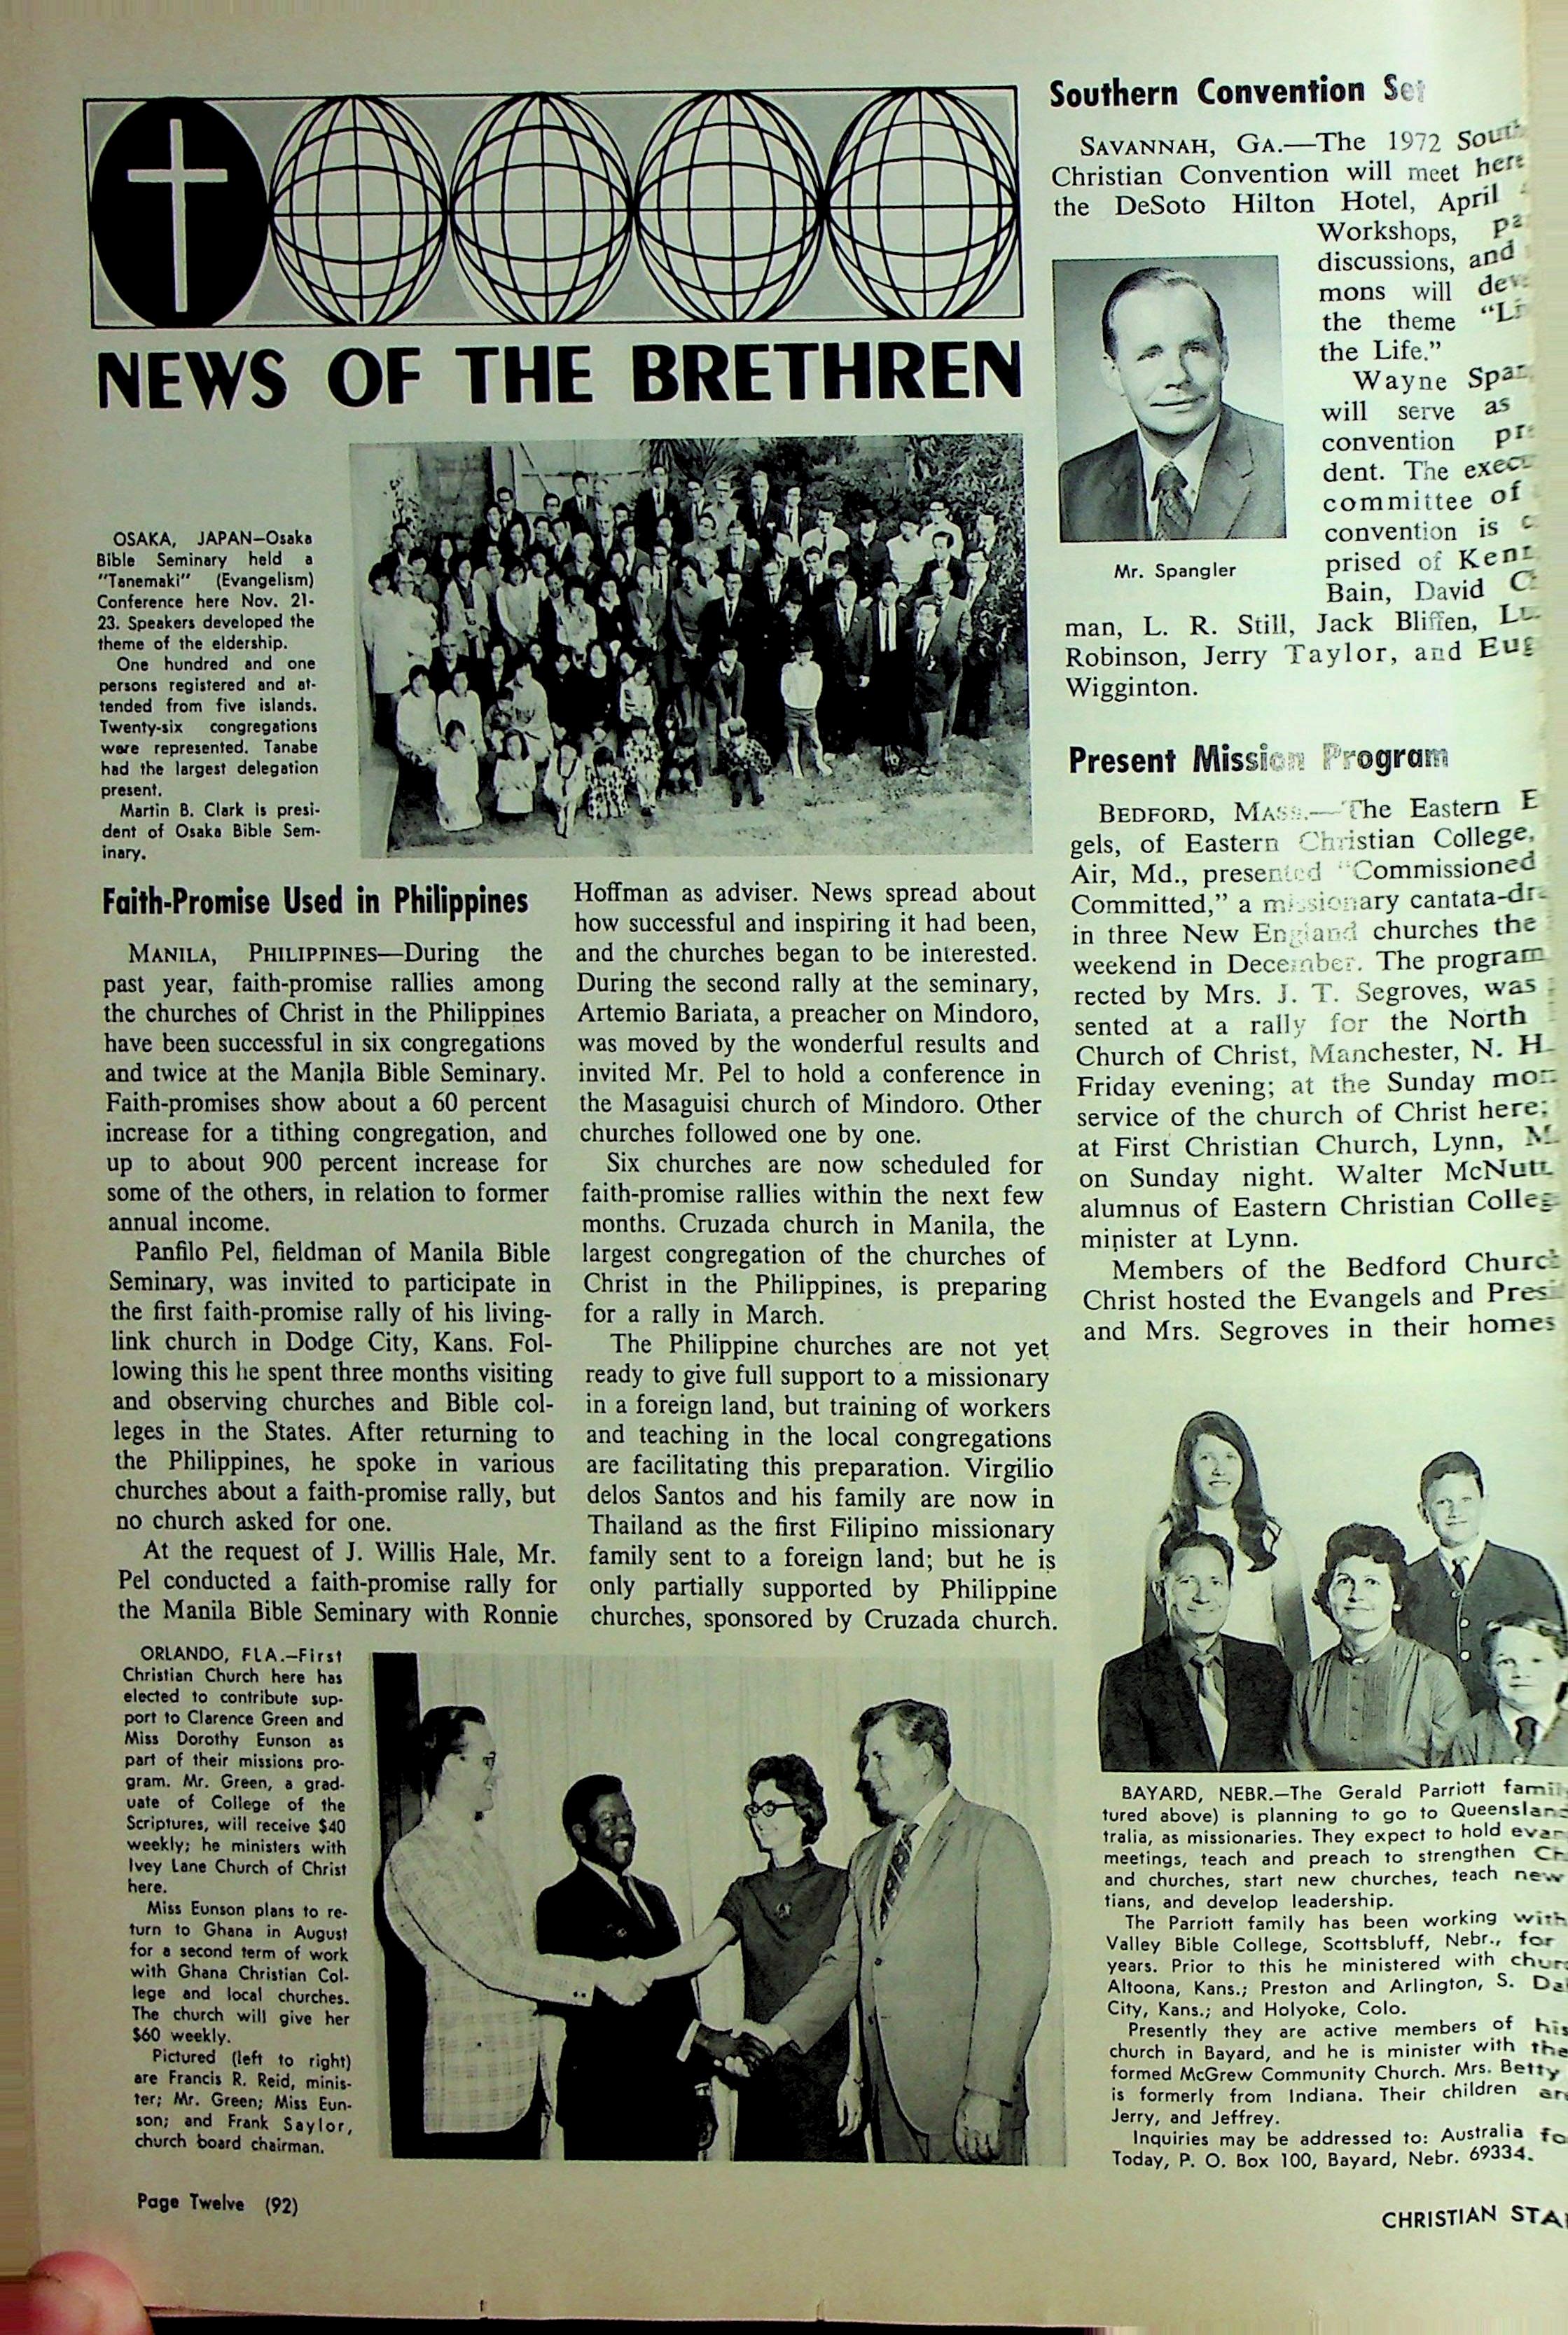 NEWS OF THE BRETHREN
OSAKA, JAPAN—Osaka
Bible Seminary held a
"Tanemaki" (Evangelism)
Conference here Nov. 21-
23. Speakers developed the
theme of the eldership.
One hundred and one
persons registered and at-
tended from five islands.
Twenty-six congregations
were represented. Tanabe
had the largest delegation
present.
Martin B. Clark is presi-
dent of Osaka Bible Sem-
inary.
Faith-Promise Used in Philippines
MANILA, PHILIPPINES—During the
past year, faith-promise rallies among
the churches of Christ in the Philippines
have been successful in six congregations
and twice at the Manila Bible Seminary.
Faith-promises show about a 60 percent
increase for a tithing congregation, and
up to about 900 percent increase for
some of the others, in relation to former
annual income.
Panfilo Pel, fieldman of Manila Bible
Seminary, was invited to participate in
the first faith-promise rally of his living-
link church in Dodge City, Kans. Fol-
lowing this he spent three months visiting
and observing churches and Bible col-
leges in the States. After returning to
the Philippines, he spoke in various
churches about a faith-promise rally, but
no church asked for one.
At the request of J. Willis Hale, Mr.
Pel conducted a faith-promise rally for
the Manila Bible Seminary with Ronnie
Hoffman as adviser. News spread about
how successful and inspiring it had been,
and the churches began to be interested.
During the second rally at the seminary,
Artemio Bariata, a preacher on Mindoro,
was moved by the wonderful results and
invited Mr. Pel to hold a conference in
the Masaguisi church of Mindoro. Other
churches followed one by one.
Six churches are now scheduled for
faith-promise rallies within the next few
months. Cruzada church in Manila, the
largest congregation of the churches of
Christ in the Philippines, is preparing
for a rally in March.
The Philippine churches are not yet
ready to give full support to a missionary
in a foreign land, but training of workers
and teaching in the local congregations
are facilitating this preparation. Virgilio
delos Santos and his family are now in
Thailand as the first Filipino missionary
family sent to a foreign land; but he is
only partially supported by Philippine
churches, sponsored by Cruzada church.
ORLANDO, FLA.—First
Christian Church here has
elected to contribute sup-
port to Clarence Green and
Miss Dorothy Eunson as
part of their missions pro-
gram. Mr. Green, a grad-
uate of College of the
Scriptures, will receive $40
weekly; he ministers with
Ivey Lane Church of Christ
here.
Miss Eunson plans to re-
turn to Ghana in August
for a second term of work
with Ghana Christian Col-
lege and local churches.
The church will give her
$60 weekly.
Pictured (left to right)
are Francis R. Reid, minis-
ter; Mr. Green; Miss Eun-
son; and Frank Saylor,
church board chairman.
Southern Convention Set
SAVANNAH, GA.—The 1972 South
Christian Convention will meet here
the DeSoto Hilton Hotel, April
Workshops,
discussions, and
mons will
the theme
the Life."
Wayne
will serve as
convention
dent. The
committee of
convention is
prised of
Bain, David
man, L. R. Still, Jack Bliffen,
Robinson, Jerry Taylor, and
Wigginton.
Mr. Spangler
Present Mission Program
BEDFORD, MASS.—The Eastern
gels, of Eastern Christian College,
Air, Md., presented "Commissioned
Committed," a missionary cantata-
in three New England churches the
weekend in December. The program
rected by Mrs. J. T. Segroves, was
sented at a rally for the North
Church of Christ, Manchester, N. H.
Friday evening; at the Sunday
service of the church of Christ here;
at First Christian Church, Lynn,
on Sunday night. Walter McNutt
alumnus of Eastern Christian
minister at Lynn.
Members of the Bedford
Christ hosted the Evangels and
and Mrs. Segroves in their homes
BAYARD, NEBR.—The Gerald Parriott
tured above) is planning to go to
tralia, as missionaries. They expect to hold
meetings, teach and preach to strengthen
and churches, start new churches, teach new
tians, and develop leadership.
The Parriott family has been working with
Valley Bible College, Scottsbluff, Nebr., for
years. Prior to this he ministered with
Altoona, Kans.; Preston and Arlington, S.
City, Kans.; and Holyoke, Colo.
Presently they are active members of his
church in Bayard, and he is minister with the
formed McGrew Community Church. Mrs. Betty
is formerly from Indiana. Their children
Jerry, and Jeffrey.
Inquiries may be addressed to: Australia
Today, P. O. Box 100, Bayard, Nebr. 69334.
Page Twelve (92)
CHRISTIAN